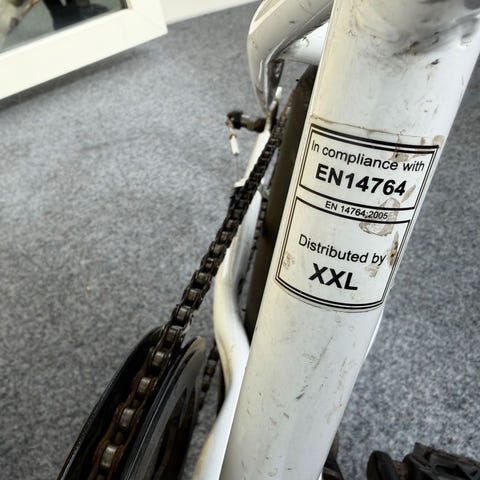 In compliance with
EN14764
EN 14764:2005
Distributed by
XXL